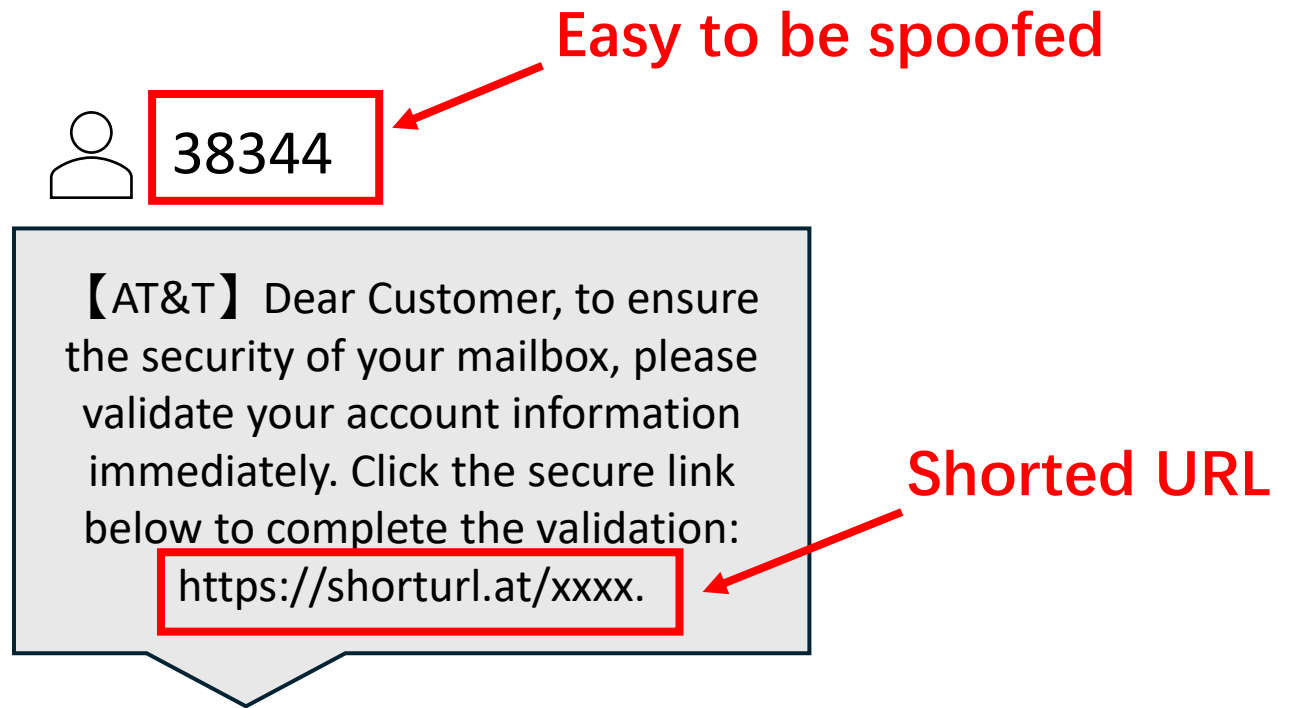 Easy to be spoofed
38344
【AT&T】Dear Customer, to ensure
the security of your mailbox, please
validate your account information
immediately. Click the secure link
below to complete the validation:
https://shorturl.at/xxxx.
Shorted URL